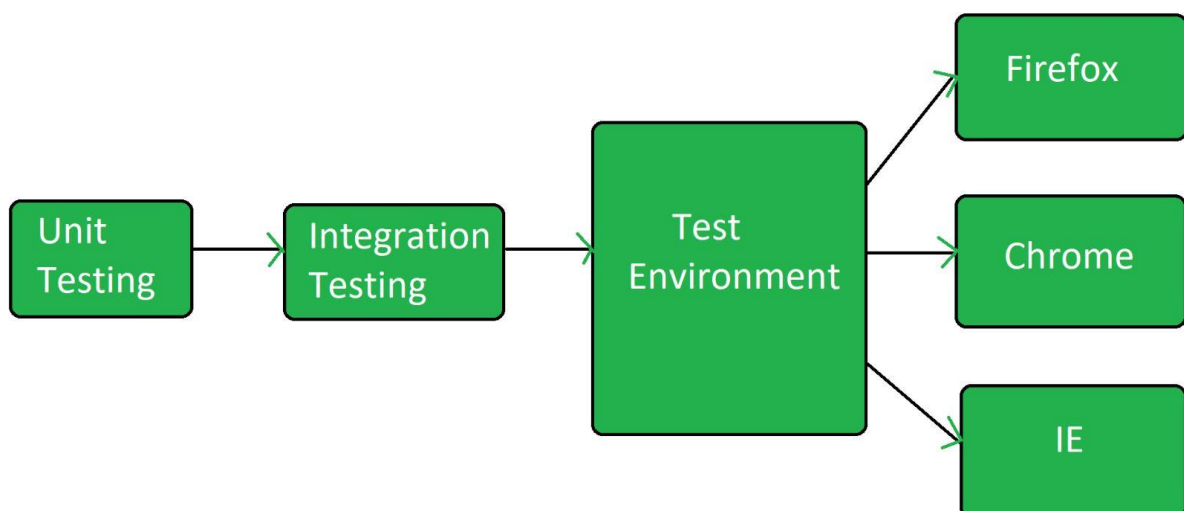 Unit
Testing
Integration
Testing
Test
Environment
Firefox
Chrome
IE